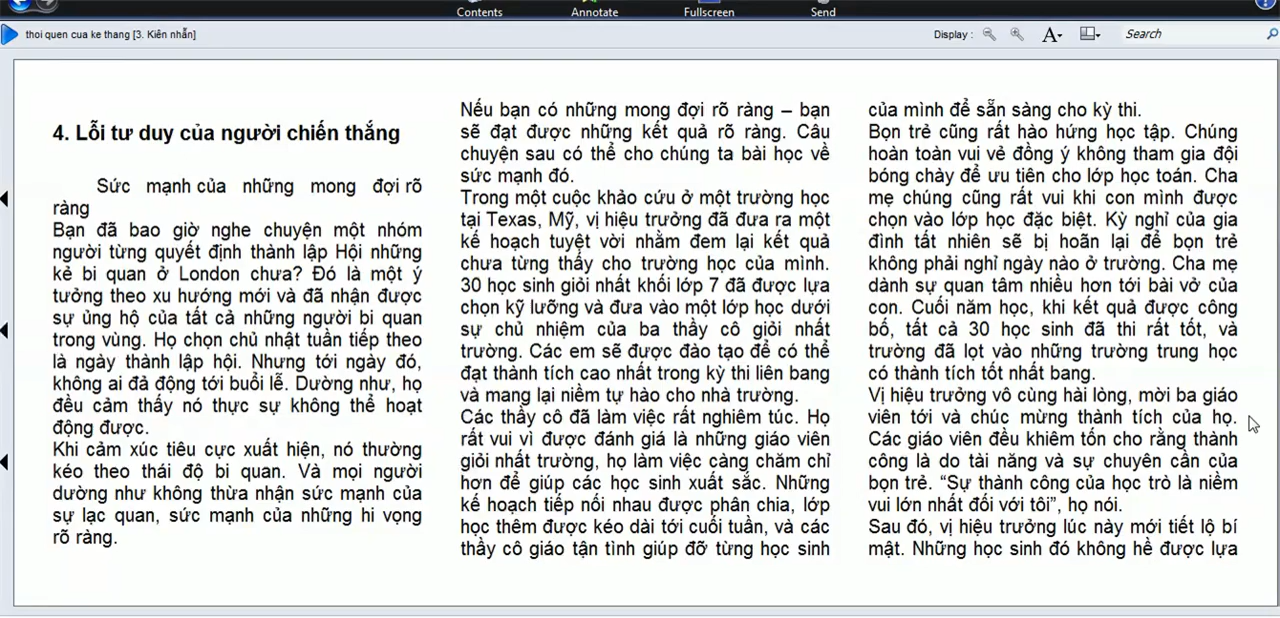 Contents
Annotate
Fullscreen
Send
thoi quen cua ke thang [3. Kiên nhẫn]
Display :
A
Search
4. Lỗi tư duy của người chiến thắng
Sức mạnh của những mong đợi rõ
ràng
Bạn đã bao giờ nghe chuyện một nhóm
người từng quyết định thành lập Hội những
kẻ bi quan ở London chưa? Đó là một ý
tưởng theo xu hướng mới và đã nhận được
sự ủng hộ của tất cả những người bi quan
trong vùng. Họ chọn chủ nhật tuần tiếp theo
là ngày thành lập hội. Nhưng tới ngày đó,
không ai đả động tới buổi lễ. Dường như, họ
đều cảm thấy nó thực sự không thể hoạt
động được.
Khi cảm xúc tiêu cực xuất hiện, nó thường
kéo theo thái độ bi quan. Và mọi người
dường như không thừa nhận sức mạnh của
sự lạc quan, sức mạnh của những hi vọng
rõ ràng.
Nếu bạn có những mong đợi rõ ràng – bạn
sẽ đạt được những kết quả rõ ràng. Câu
chuyện sau có thể cho chúng ta bài học về
sức mạnh đó.
Trong một cuộc khảo cứu ở một trường học
tại Texas, Mỹ, vị hiệu trưởng đã đưa ra một
kế hoạch tuyệt vời nhằm đem lại kết quả
chưa từng thấy cho trường học của mình.
30 học sinh giỏi nhất khối lớp 7 đã được lựa
chọn kỹ lưỡng và đưa vào một lớp học dưới
sự chủ nhiệm của ba thầy cô giỏi nhất
trường. Các em sẽ được đào tạo để có thể
đạt thành tích cao nhất trong kỳ thi liên bang
và mang lại niềm tự hào cho nhà trường.
Các thầy cô đã làm việc rất nghiêm túc. Họ
rất vui vì được đánh giá là những giáo viên
giỏi nhất trường, họ làm việc càng chăm chỉ
hơn để giúp các học sinh xuất sắc. Những
kế hoạch tiếp nối nhau được phân chia, lớp
học thêm được kéo dài tới cuối tuần, và các
thầy cô giáo tận tình giúp đỡ từng học sinh
của mình để sẵn sàng cho kỳ thi.
Bọn trẻ cũng rất hào hứng học tập. Chúng
hoàn toàn vui vẻ đồng ý không tham gia đội
bóng chày để ưu tiên cho lớp học toán. Cha
mẹ chúng cũng rất vui khi con mình được
chọn vào lớp học đặc biệt. Kỳ nghỉ của gia
đình tất nhiên sẽ bị hoãn lại để bọn trẻ
không phải nghỉ ngày nào ở trường. Cha mẹ
dành sự quan tâm nhiều hơn tới bài vở của
con. Cuối năm học, khi kết quả được công
bố, tất cả 30 học sinh đã thi rất tốt, và
trường đã lọt vào những trường trung học
có thành tích tốt nhất bang.
Vị hiệu trưởng vô cùng hài lòng, mời ba giáo
viên tới và chúc mừng thành tích của họ.
Các giáo viên đều khiêm tốn cho rằng thành
công là do tài năng và sự chuyên cần của
bọn trẻ. “Sự thành công của học trò là niềm
vui lớn nhất đối với tôi”, họ nói.
Sau đó, vị hiệu trưởng lúc này mới tiết lộ bí
mật. Những học sinh đó không hề được lựa